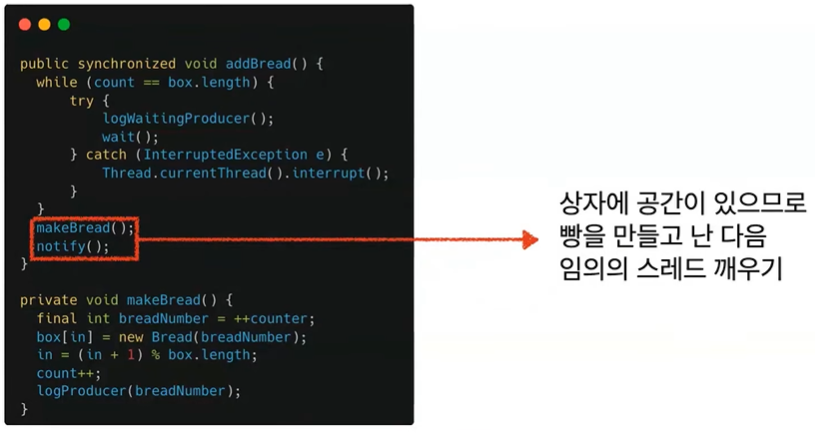 public synchronized void addBread() {
while (count == box.length) {
try {
logWaitingProducer();
wait();
} catch (InterruptedException e) {
Thread.currentThread().interrupt();
}
}
makeBread();
notify();
}
private void makeBread() {
final int breadNumber = ++counter;
box[in] = new Bread(breadNumber);
in = (in + 1) % box.length;
count++;
logProducer(breadNumber);
}
상자에 공간이 있으므로
빵을 만들고 난 다음
임의의 스레드 깨우기